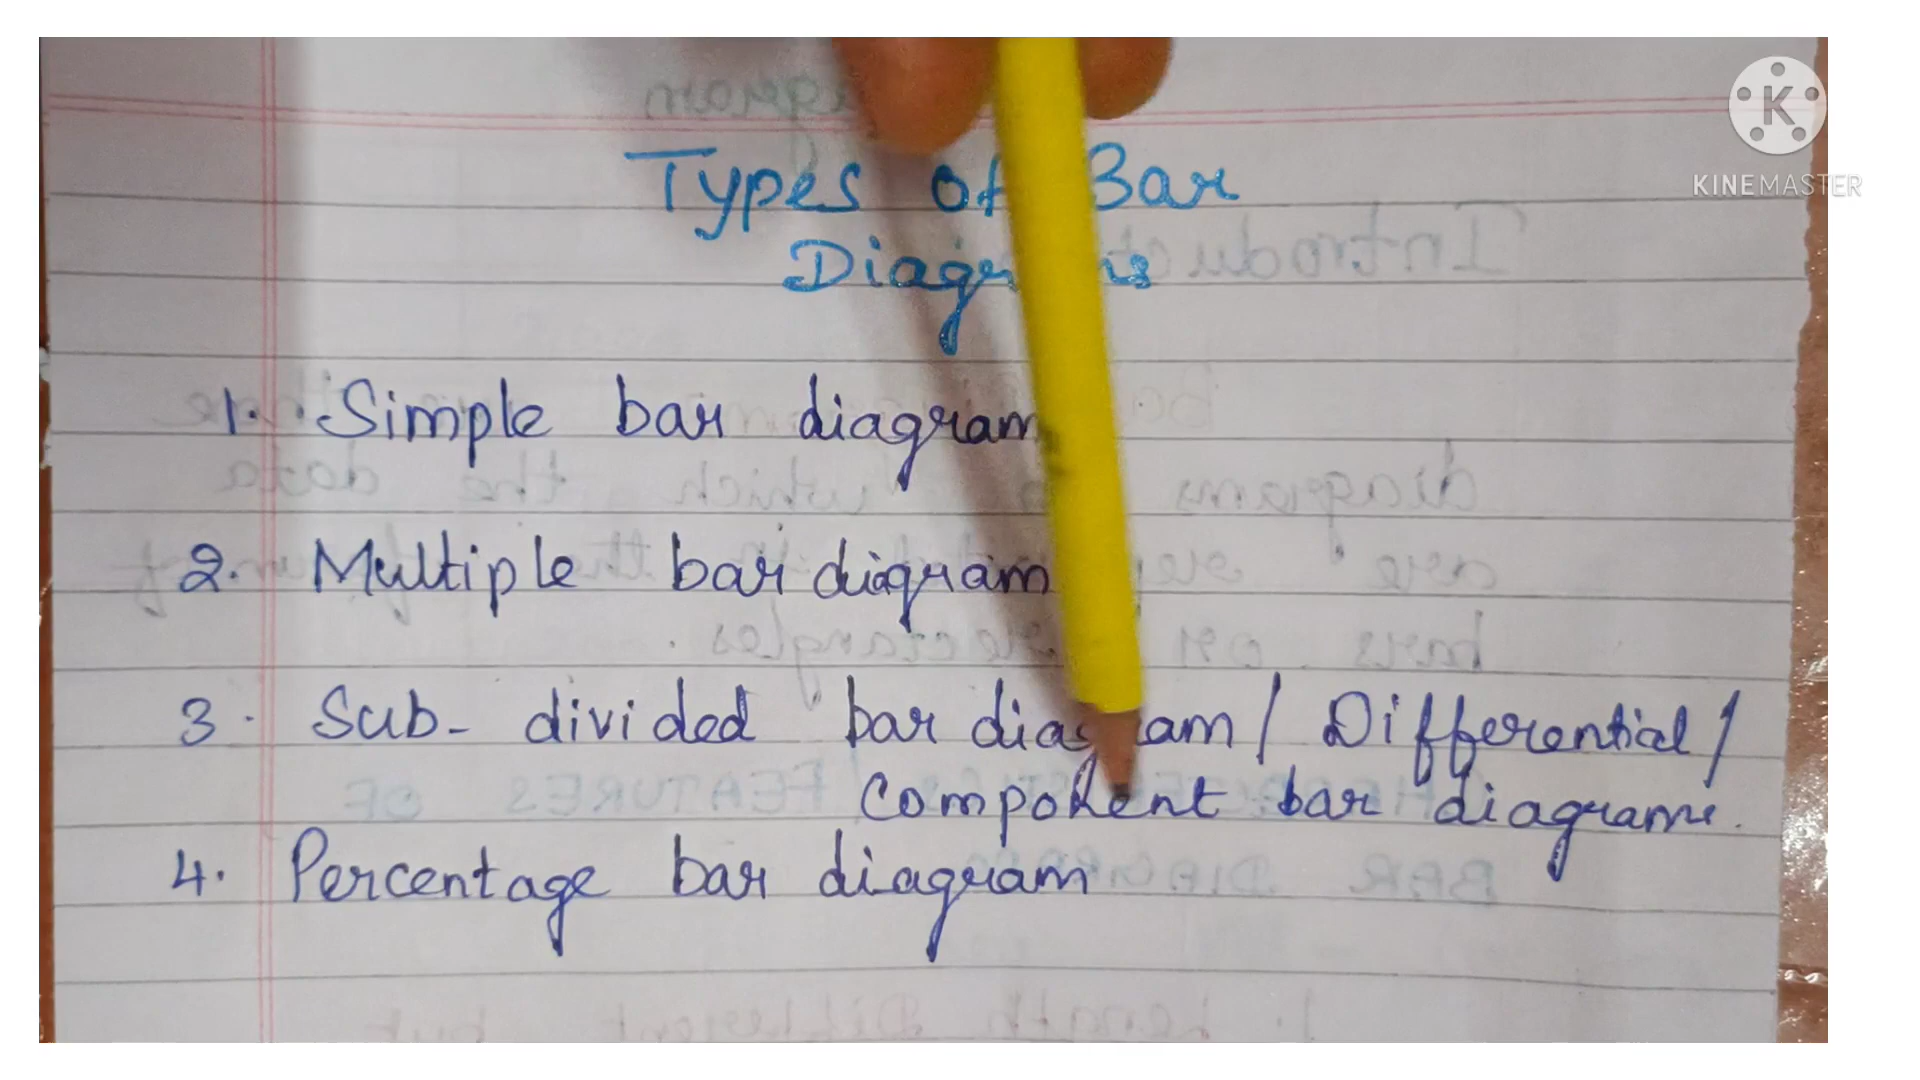 Types of Bar
Diagrams
1. Simple bar diagram
2. Multiple bar diagram
3. Sub-divided bar diagram / Differential /
Component bar diagram.
4. Percentage bar diagram
KINEMASTER